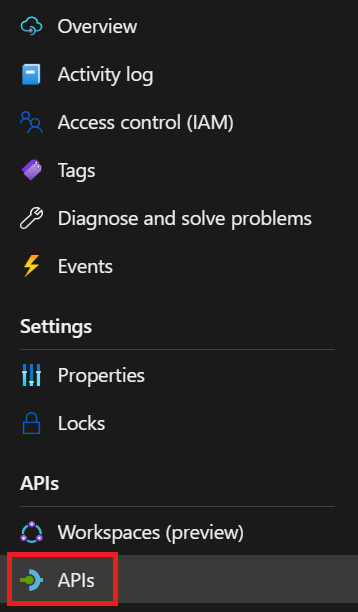 Overview
Activity log
Access control (IAM)
Tags
Diagnose and solve problems
Events
Settings
Properties
Locks
APIs
Workspaces (preview)
APIs